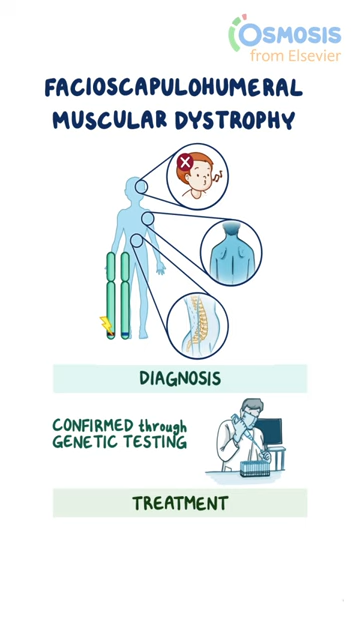 OSMOSIS
from Elsevier
FACIOSCAPULOHUMERAL
MUSCULAR DYSTROPHY
DIAGNOSIS
CONFIRMED through
GENETIC TESTING
TREATMENT